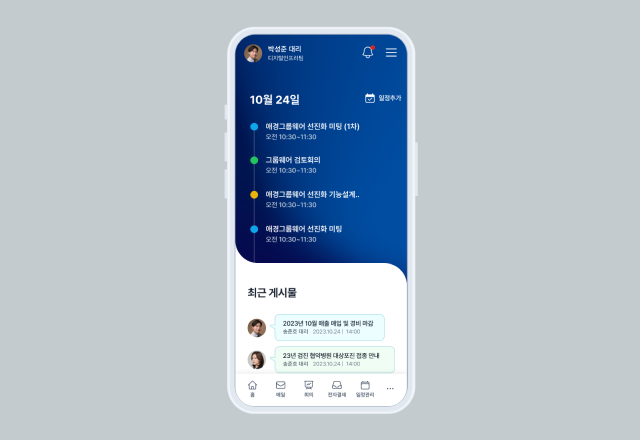 박성준 대리
디지털인프라팀
10월 24일
일정추가
애경그룹웨어 선진화 미팅 (1차)
오전 10:30~11:30
그룹웨어 검토회의
오전 10:30~11:30
애경그룹웨어 선진화 기능설계..
오전 10:30~11:30
애경그룹웨어 선진화 미팅
오전 10:30~11:30
최근 게시물
2023년 10월 매출 매입 및 경비 마감
송준호 대리 2023.10.24 | 14:00
23년 검진 협약병원 대상포진 접종 안내
송준호 대리 2023.10.24 | 14:00
홈
메일
회의
전자결재
일정관리